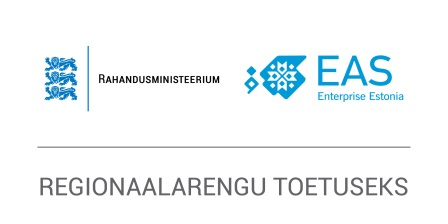 RAHANDUSMINISTEERIUM
EAS
Enterprise Estonia
REGIONAALARENGU TOETUSEKS